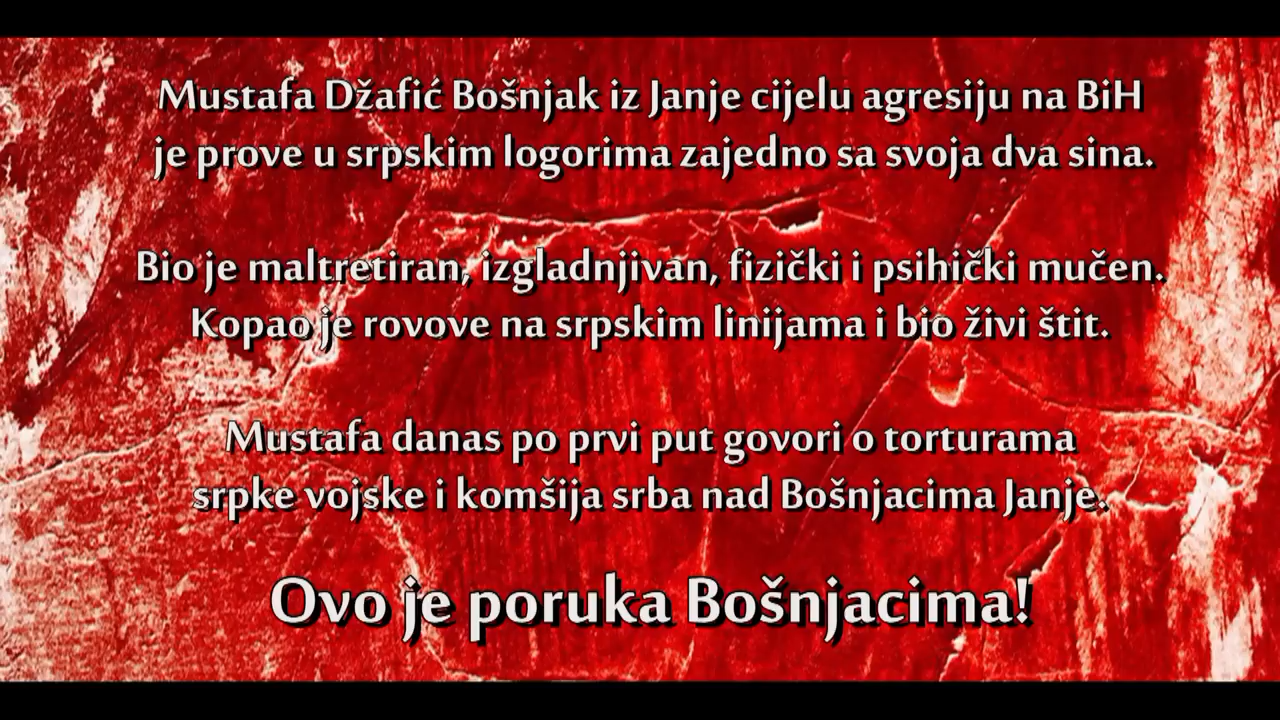 Mustafa Džafić Bošnjak iz Janje cijelu agresiju na BiH
je prove u srpskim logorima zajedno sa svoja dva sina.
Bio je maltretiran, izgladnjivan, fizički i psihički mučen.
Kopao je rovove na srpskim linijama i bio živi štit.
Mustafa danas po prvi put govori o torturama
srpke vojske i komšija srba nad Bošnjacima Janje.
Ovo je poruka Bošnjacima!